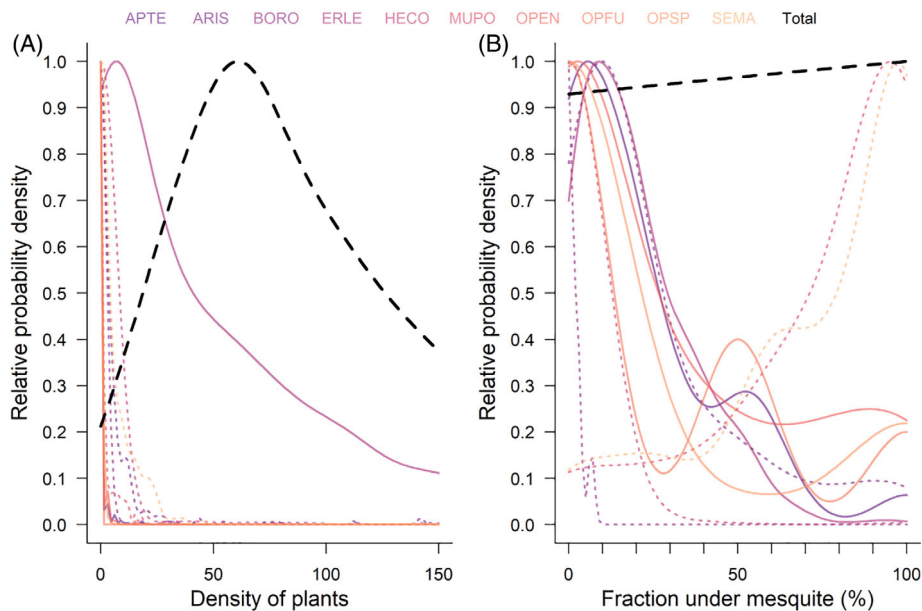 APTE ARIS BORO ERLE HECO MUPO OPEN OPFU OPSP SEMA Total
(A)
Relative probability density
1.0
0.9
0.8
0.7
0.6
0.5
0.4
0.3
0.2
0.1
0.0
0 50 100 150
Density of plants
(B)
Relative probability density
1.0
0.9
0.8
0.7
0.6
0.5
0.4
0.3
0.2
0.1
0.0
0 50 100
Fraction under mesquite (%)